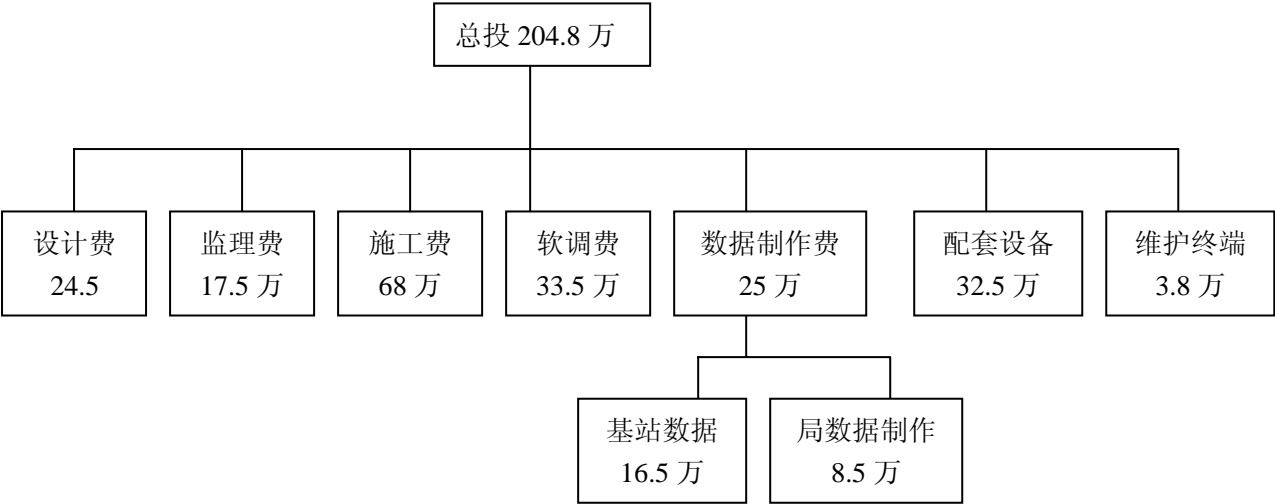 总投 204.8 万
设计费
24.5
监理费
17.5 万
施工费
68 万
软调费
33.5 万
数据制作费
25 万
配套设备
32.5 万
维护终端
3.8 万
基站数据
16.5 万
局数据制作
8.5 万